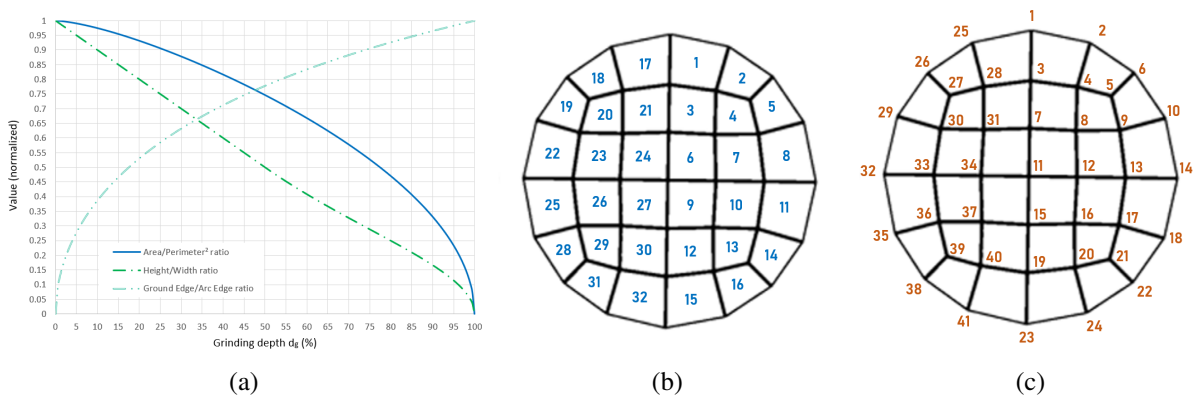 Value (normalized)
1
0.95
0.9
0.85
0.8
0.75
0.7
0.65
0.6
0.55
0.5
0.45
0.4
0.35
0.3
0.25
0.2
0.15
0.1
0.05
0
Area/Perimeter² ratio
Height/Width ratio
Ground Edge/Arc Edge ratio
0 5 10 15 20 25 30 35 40 45 50 55 60 65 70 75 80 85 90 95 100
Grinding depth dg (%)
(a)
17 1
18 2
19 20 21 3 4 5
22 23 24 6 7 8
25 26 27 9 10 11
28 29 30 12 13 14
31 32 15 16
(b)
1
25 2
26 27 28 3 4 5 6
29 30 31 7 8 9 10
32 33 34 11 12 13 14
35 36 37 15 16 17 18
38 39 40 19 20 21 22
41 23 24
(c)